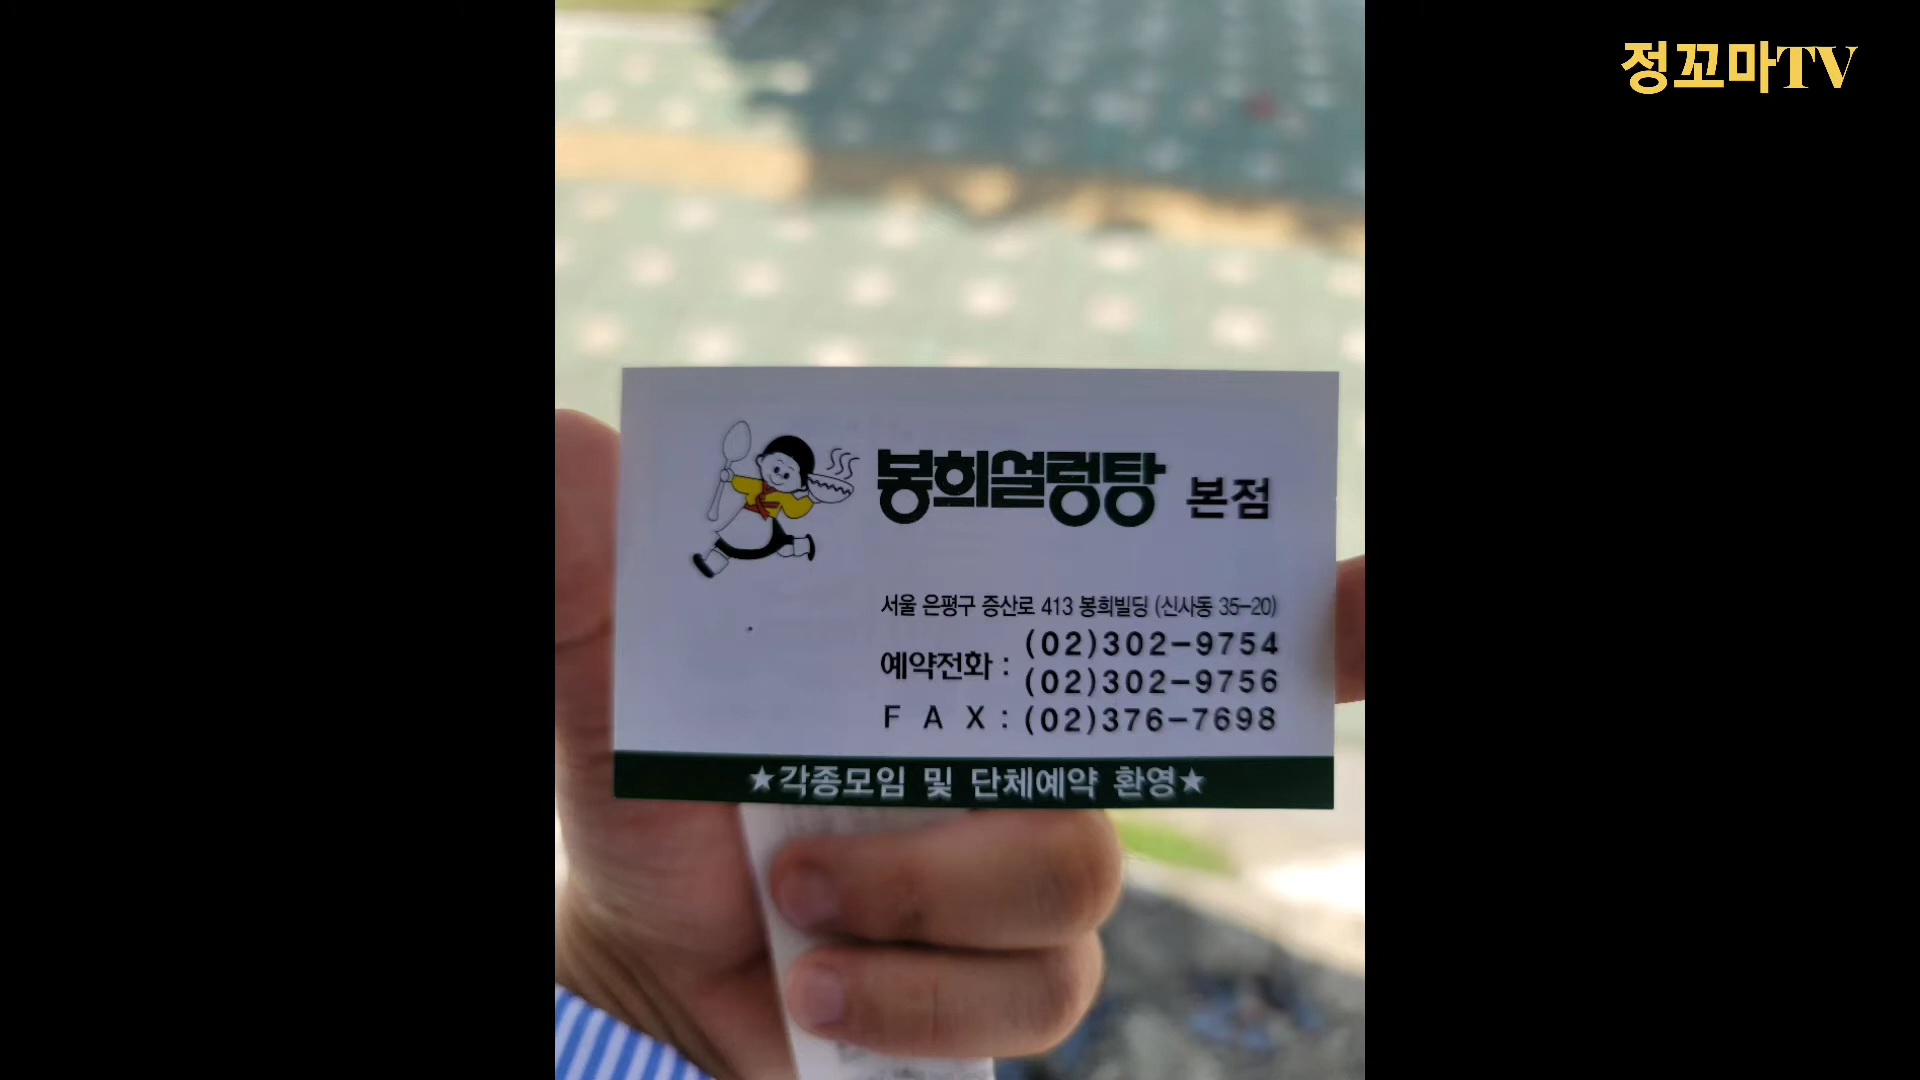 정꼬마TV
봉희설렁탕 본점
서울 은평구 증산로 413 봉희빌딩 (신사동 35-20)
예약전화 : (02)302-9754
(02)302-9756
F A X : (02)376-7698
★각종모임 및 단체예약 환영★